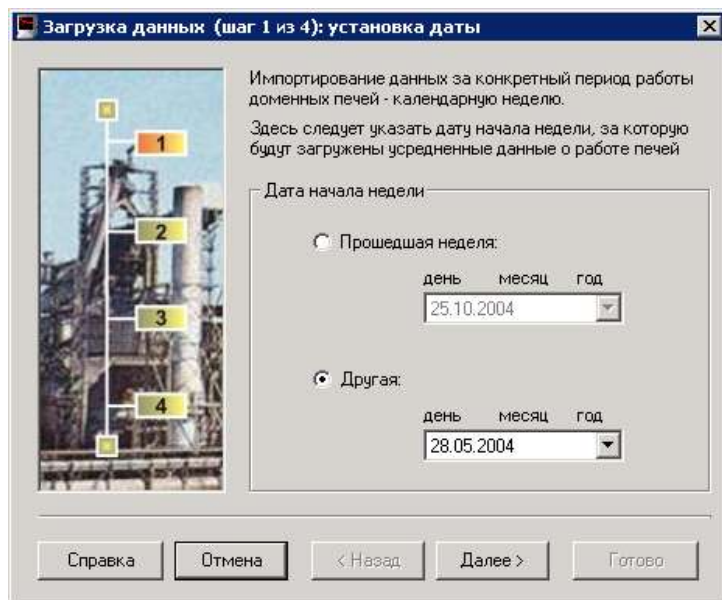 Загрузка данных (шаг 1 из 4): установка даты
Импортирование данных за конкретный период работы
доменных печей - календарную неделю.
Здесь следует указать дату начала недели, за которую
будут загружены усредненные данные о работе печей
1
2
3
4
Дата начала недели
Прошедшая неделя:
день месяц год
25.10.2004
Другая:
день месяц год
28.05.2004
Справка Отмена < Назад Далее > Готово